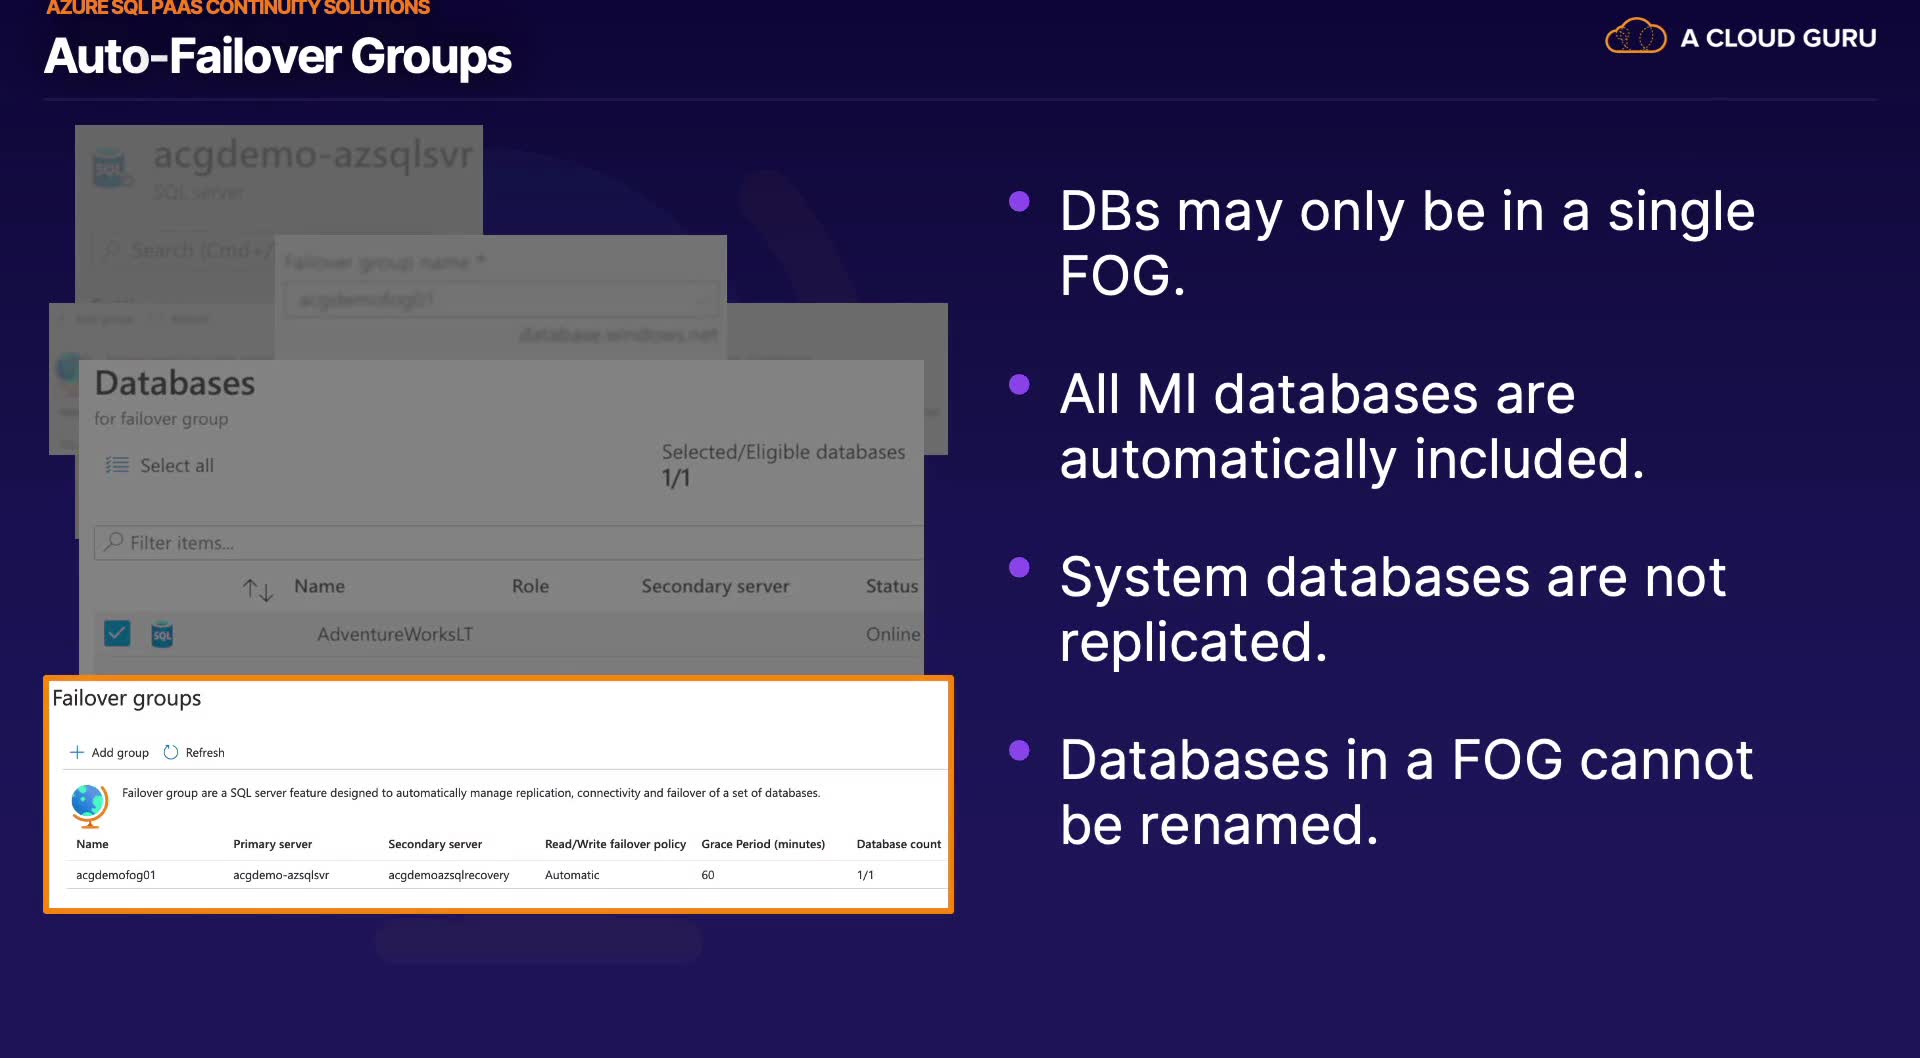 AZURE SQL PAAS CONTINUITY SOLUTIONS
Auto-Failover Groups
A CLOUD GURU
acgdemo-azsqlsvr
SQL server
Search (Cmd+/
Failover group name *
acgdemofog01
database.windows.net
Databases
for failover group
Select all
Selected/Eligible databases
1/1
Filter items...
Name Role Secondary server Status
AdventureWorksLT Online
Failover groups
Add group Refresh
Failover group are a SQL server feature designed to automatically manage replication, connectivity and failover of a set of databases.
Name Primary server Secondary server Read/Write failover policy Grace Period (minutes) Database count
acgdemofog01 acgdemo-azsqlsvr acgdemoazsqlrecovery Automatic 60 1/1
DBs may only be in a single
FOG.
All MI databases are
automatically included.
System databases are not
replicated.
Databases in a FOG cannot
be renamed.